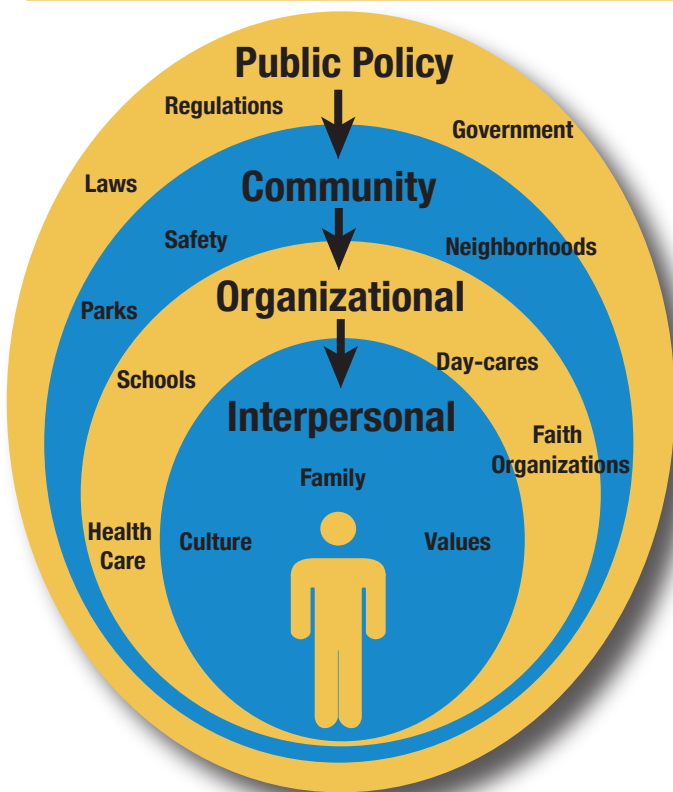 Public Policy
Regulations
Government
Laws
Community
Safety
Neighborhoods
Parks
Organizational
Day-cares
Schools
Interpersonal
Faith
Organizations
Family
Health
Care
Culture
Values